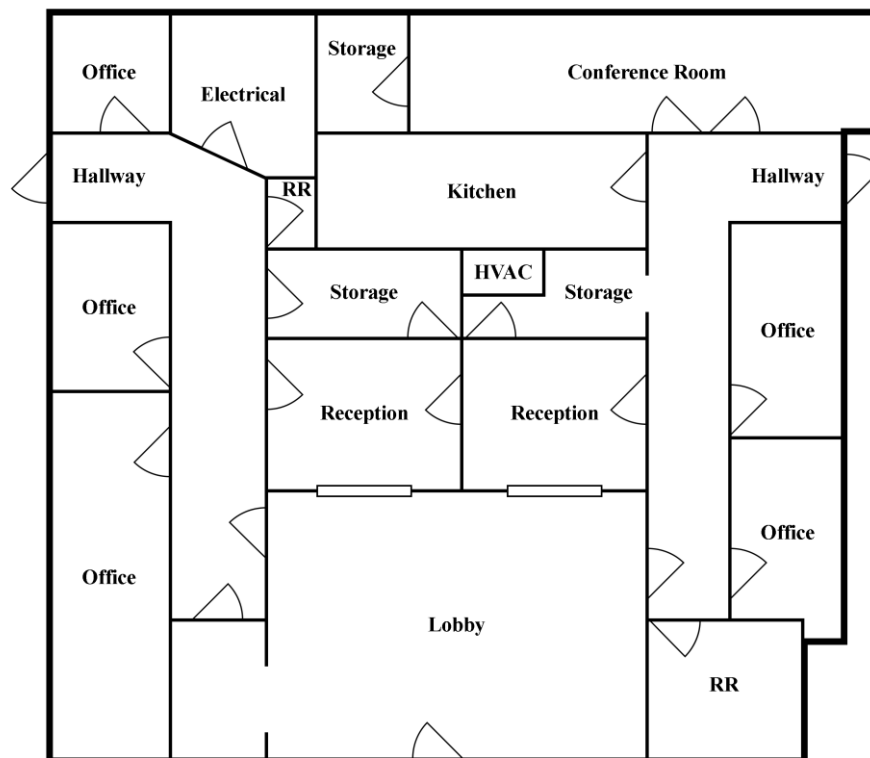 Storage
Office
Conference Room
Electrical
Hallway
RR
Kitchen
Hallway
HVAC
Storage
Storage
Office
Office
Reception
Reception
Office
Office
Lobby
RR